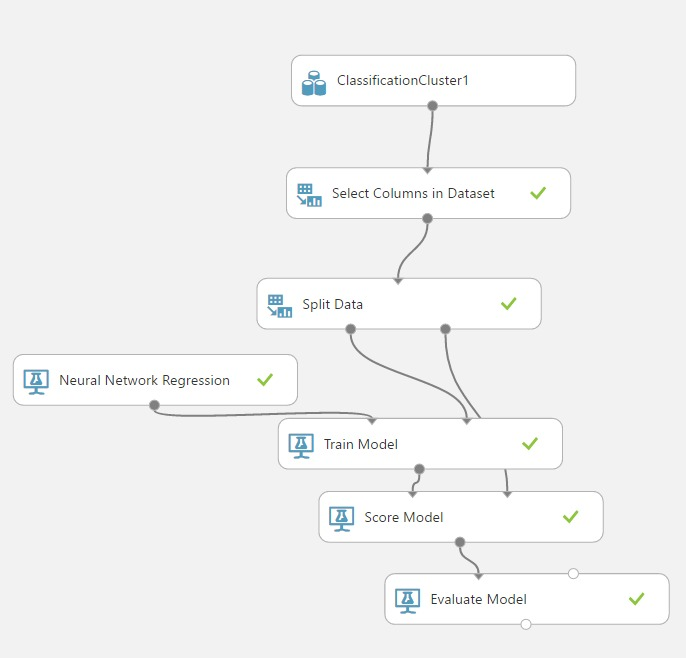 ClassificationCluster1
Select Columns in Dataset
Split Data
Neural Network Regression
Train Model
Score Model
Evaluate Model